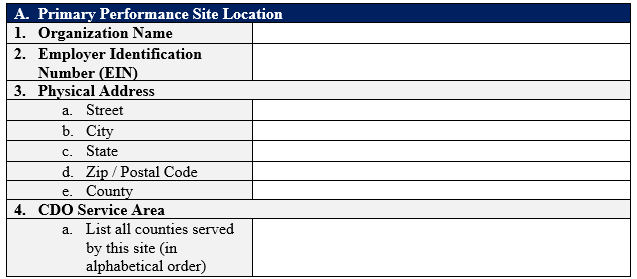 A. Primary Performance Site Location
1. Organization Name
2. Employer Identification
Number (EIN)
3. Physical Address
a. Street
b. City
c. State
d. Zip / Postal Code
e. County
4. CDO Service Area
a. List all counties served
by this site (in
alphabetical order)